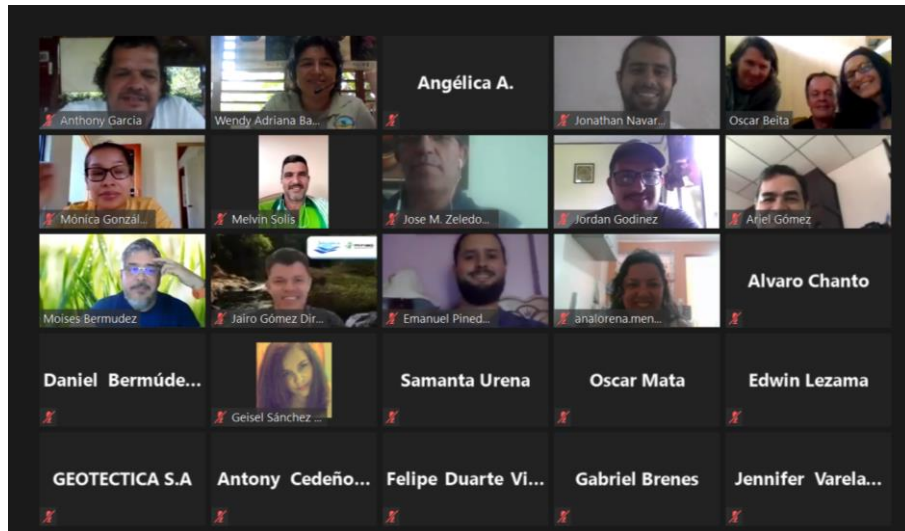 Anthony Garcia
Wendy Adriana Ba...
Angélica A.
Jonathan Navar...
Oscar Beita
Mónica Gonzál...
Melvin Solis
Jose M. Zeledo...
Jordan Godinez
Ariel Gómez
Moises Bermudez
Jairo Gómez Dir...
Emanuel Pined...
analorena.men...
Alvaro Chanto
Daniel Bermúde...
Geisel Sánchez ...
Samanta Urena
Oscar Mata
Edwin Lezama
GEOTECTICA S.A
Antony Cedeño...
Felipe Duarte Vi...
Gabriel Brenes
Jennifer Varela...